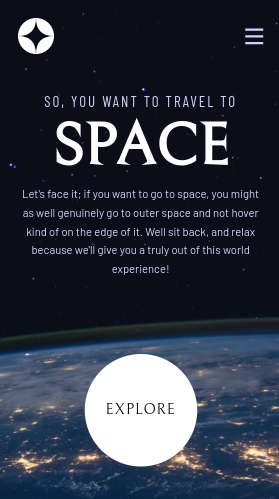 SO, YOU WANT TO TRAVEL TO
SPACE
Let's face it; if you want to go to space, you might
as well genuinely go to outer space and not hover
kind of on the edge of it. Well sit back, and relax
because we'll give you a truly out of this world
experience!
EXPLORE